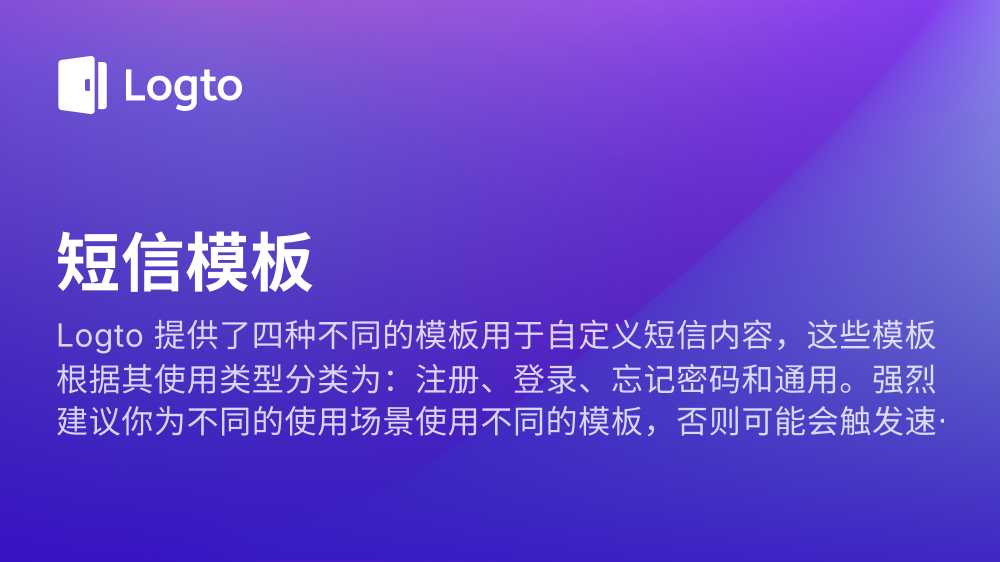 Logto
短信模板
Logto 提供了四种不同的模板用于自定义短信内容，这些模板
根据其使用类型分类为：注册、登录、忘记密码和通用。强烈
建议你为不同的使用场景使用不同的模板，否则可能会触发速·